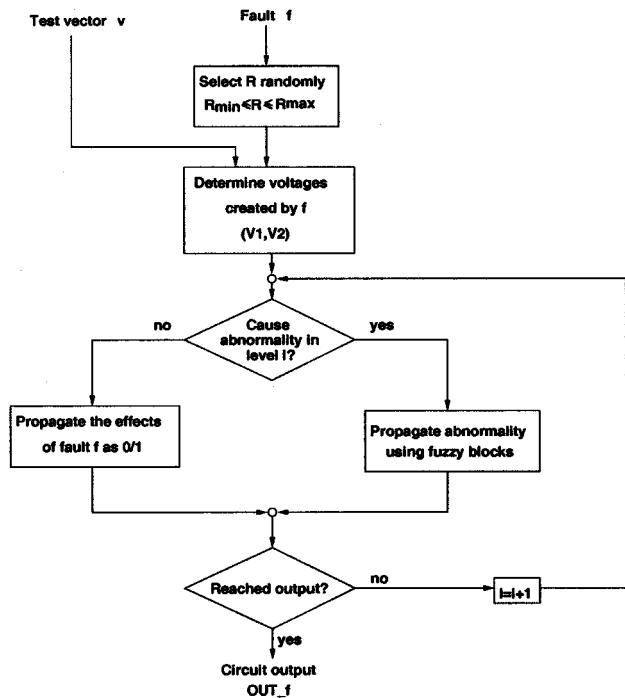 Test vector v
Fault f
Select R randomly
Rmin≤R≤Rmax
Determine voltages
created by f
(V1,V2)
no
Cause
abnormality in
level l?
yes
Propagate the effects
of fault f as 0/1
Propagate abnormality
using fuzzy blocks
Reached output?
no
l=l+1
yes
Circuit output
OUT_f